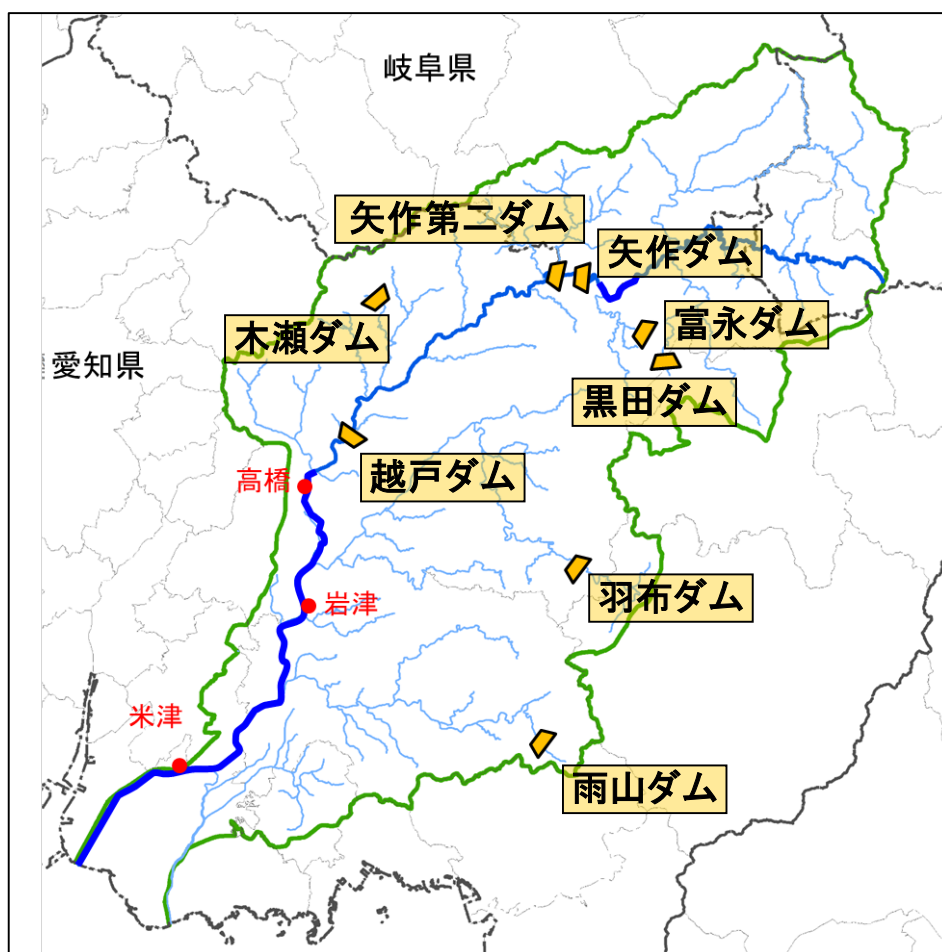 岐阜県
矢作第二ダム
矢作ダム
木瀬ダム
富永ダム
愛知県
黒田ダム
越戸ダム
高橋
羽布ダム
岩津
米津
雨山ダム